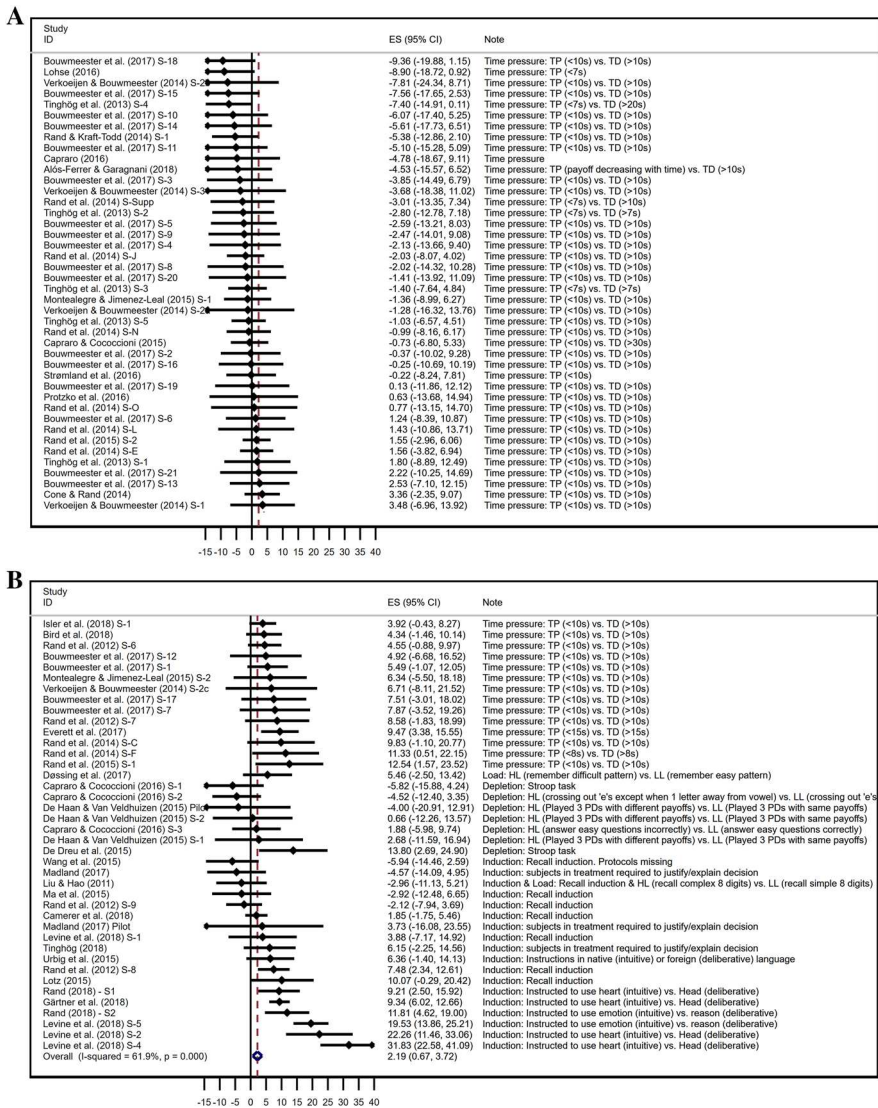 A
Study
ID ES (95% CI) Note
Bouwmeester et al. (2017) S-18 -9.36 (-19.88, 1.15) Time pressure: TP (<10s) vs. TD (>10s)
Lohse (2016) -8.90 (-18.72, 0.92) Time pressure: TP (<7s)
Verkoeijen & Bouwmeester (2014) S-2 -7.81 (-24.34, 8.71) Time pressure: TP (<10s) vs. TD (>10s)
Bouwmeester et al. (2017) S-15 -7.56 (-17.65, 2.53) Time pressure: TP (<10s) vs. TD (>10s)
Tinghög et al. (2013) S-4 -7.40 (-14.91, 0.11) Time pressure: TP (<7s) vs. TD (>20s)
Bouwmeester et al. (2017) S-10 -6.07 (-17.40, 5.25) Time pressure: TP (<10s) vs. TD (>10s)
Bouwmeester et al. (2017) S-14 -5.61 (-17.73, 6.51) Time pressure: TP (<10s) vs. TD (>10s)
Rand & Kraft-Todd (2014) S-1 -5.38 (-12.86, 2.10) Time pressure: TP (<10s) vs. TD (>10s)
Bouwmeester et al. (2017) S-11 -5.10 (-15.28, 5.09) Time pressure: TP (<10s) vs. TD (>10s)
Capraro (2016) -4.78 (-18.67, 9.11) Time pressure
Alós-Ferrer & Garagnani (2018) -4.53 (-15.57, 6.52) Time pressure: TP (payoff decreasing with time) vs. TD (>10s)
Bouwmeester et al. (2017) S-3 -3.85 (-14.49, 6.79) Time pressure: TP (<10s) vs. TD (>10s)
Verkoeijen & Bouwmeester (2014) S-3 -3.68 (-18.38, 11.02) Time pressure: TP (<10s) vs. TD (>10s)
Rand et al. (2014) S-Supp -3.01 (-13.35, 7.34) Time pressure: TP (<7s) vs. TD (>10s)
Tinghög et al. (2013) S-2 -2.80 (-12.78, 7.18) Time pressure: TP (<7s) vs. TD (>7s)
Bouwmeester et al. (2017) S-5 -2.59 (-13.21, 8.03) Time pressure: TP (<10s) vs. TD (>10s)
Bouwmeester et al. (2017) S-9 -2.47 (-14.01, 9.08) Time pressure: TP (<10s) vs. TD (>10s)
Bouwmeester et al. (2017) S-4 -2.13 (-13.66, 9.40) Time pressure: TP (<10s) vs. TD (>10s)
Rand et al. (2014) S-J -2.03 (-8.07, 4.02) Time pressure: TP (<10s) vs. TD (>10s)
Bouwmeester et al. (2017) S-8 -2.02 (-14.32, 10.28) Time pressure: TP (<10s) vs. TD (>10s)
Bouwmeester et al. (2017) S-20 -1.41 (-13.92, 11.09) Time pressure: TP (<10s) vs. TD (>10s)
Tinghög et al. (2013) S-3 -1.40 (-7.64, 4.84) Time pressure: TP (<7s) vs. TD (>7s)
Montealegre & Jimenez-Leal (2015) S-1 -1.36 (-8.99, 6.27) Time pressure: TP (<10s) vs. TD (>10s)
Verkoeijen & Bouwmeester (2014) S-2 -1.28 (-16.32, 13.76) Time pressure: TP (<10s) vs. TD (>10s)
Tinghög et al. (2013) S-5 -1.03 (-6.57, 4.51) Time pressure: TP (<10s) vs. TD (>10s)
Rand et al. (2014) S-N -0.99 (-8.16, 6.17) Time pressure: TP (<10s) vs. TD (>10s)
Capraro & Cococcioni (2015) -0.73 (-6.80, 5.33) Time pressure: TP (<10s) vs. TD (>30s)
Bouwmeester et al. (2017) S-2 -0.37 (-10.02, 9.28) Time pressure: TP (<10s) vs. TD (>10s)
Bouwmeester et al. (2017) S-16 -0.25 (-10.69, 10.19) Time pressure: TP (<10s) vs. TD (>10s)
Strømland et al. (2016) -0.22 (-8.24, 7.81) Time pressure: TP (<10s)
Bouwmeester et al. (2017) S-19 0.13 (-11.86, 12.12) Time pressure: TP (<10s) vs. TD (>10s)
Protzko et al. (2016) 0.63 (-13.68, 14.94) Time pressure: TP (<10s) vs. TD (>10s)
Rand et al. (2014) S-O 0.77 (-13.15, 14.70) Time pressure: TP (<10s) vs. TD (>10s)
Bouwmeester et al. (2017) S-6 1.24 (-8.39, 10.87) Time pressure: TP (<10s) vs. TD (>10s)
Rand et al. (2014) S-L 1.43 (-10.86, 13.71) Time pressure: TP (<10s) vs. TD (>10s)
Rand et al. (2015) S-2 1.55 (-2.96, 6.06) Time pressure: TP (<10s) vs. TD (>10s)
Rand et al. (2014) S-E 1.56 (-3.82, 6.94) Time pressure: TP (<10s) vs. TD (>10s)
Tinghög et al. (2013) S-1 1.80 (-8.89, 12.49) Time pressure: TP (<10s) vs. TD (>10s)
Bouwmeester et al. (2017) S-21 2.22 (-10.25, 14.69) Time pressure: TP (<10s) vs. TD (>10s)
Bouwmeester et al. (2017) S-13 2.53 (-7.10, 12.15) Time pressure: TP (<10s) vs. TD (>10s)
Cone & Rand (2014) 3.36 (-2.35, 9.07) Time pressure: TP (<10s) vs. TD (>10s)
Verkoeijen & Bouwmeester (2014) S-1 3.48 (-6.96, 13.92) Time pressure: TP (<10s) vs. TD (>10s)
-15 -10 -5 0 5 10 15 20 25 30 35 40
B
Study
ID ES (95% CI) Note
Isler et al. (2018) S-1 3.92 (-0.43, 8.27) Time pressure: TP (<10s) vs. TD (>10s)
Bird et al. (2018) 4.34 (-1.46, 10.14) Time pressure: TP (<10s) vs. TD (>10s)
Rand et al. (2012) S-6 4.55 (-0.88, 9.97) Time pressure: TP (<10s) vs. TD (>10s)
Bouwmeester et al. (2017) S-12 4.92 (-6.68, 16.52) Time pressure: TP (<10s) vs. TD (>10s)
Bouwmeester et al. (2017) S-1 5.49 (-1.07, 12.05) Time pressure: TP (<10s) vs. TD (>10s)
Montealegre & Jimenez-Leal (2015) S-2 6.34 (-5.50, 18.18) Time pressure: TP (<10s) vs. TD (>10s)
Verkoeijen & Bouwmeester (2014) S-2c 6.71 (-8.11, 21.52) Time pressure: TP (<10s) vs. TD (>10s)
Bouwmeester et al. (2017) S-17 7.51 (-3.01, 18.02) Time pressure: TP (<10s) vs. TD (>10s)
Bouwmeester et al. (2017) S-7 7.87 (-3.52, 19.26) Time pressure: TP (<10s) vs. TD (>10s)
Rand et al. (2012) S-7 8.58 (-1.83, 18.99) Time pressure: TP (<10s) vs. TD (>10s)
Everett et al. (2017) 9.47 (3.38, 15.55) Time pressure: TP (<15s) vs. TD (>15s)
Rand et al. (2014) S-C 9.83 (-1.10, 20.77) Time pressure: TP (<10s) vs. TD (>10s)
Rand et al. (2014) S-F 11.33 (0.51, 22.15) Time pressure: TP (<8s) vs. TD (>8s)
Rand et al. (2015) S-1 12.54 (1.57, 23.52) Time pressure: TP (<10s) vs. TD (>10s)
Døssing et al. (2017) 5.46 (-2.50, 13.42) Load: HL (remember difficult pattern) vs. LL (remember easy pattern)
Capraro & Cococcioni (2016) S-1 -5.82 (-15.88, 4.24) Depletion: Stroop task
Capraro & Cococcioni (2016) S-2 -4.52 (-12.40, 3.35) Depletion: HL (crossing out 'e's except when 1 letter away from vowel) vs. LL (crossing out 'e's
De Haan & Van Veldhuizen (2015) Pilo -4.00 (-20.91, 12.91) Depletion: HL (Played 3 PDs with different payoffs) vs. LL (Played 3 PDs with same payoffs)
De Haan & Van Veldhuizen (2015) S-2 0.66 (-12.26, 13.57) Depletion: HL (Played 3 PDs with different payoffs) vs. LL (Played 3 PDs with same payoffs)
Capraro & Cococcioni (2016) S-3 1.88 (-5.98, 9.74) Depletion: HL (answer easy questions incorrectly) vs. LL (answer easy questions correctly)
De Haan & Van Veldhuizen (2015) S-1 2.68 (-11.59, 16.94) Depletion: HL (Played 3 PDs with different payoffs) vs. LL (Played 3 PDs with same payoffs)
De Dreu et al. (2015) 13.80 (2.69, 24.90) Depletion: Stroop task
Wang et al. (2015) -5.94 (-14.46, 2.59) Induction: Recall induction. Protocols missing
Madland (2017) -4.57 (-14.09, 4.95) Induction: subjects in treatment required to justify/explain decision
Liu & Hao (2011) -2.96 (-11.13, 5.21) Induction & Load: Recall induction & HL (recall complex 8 digits) vs. LL (recall simple 8 digits)
Ma et al. (2015) -2.92 (-12.48, 6.65) Induction: Recall induction
Rand et al. (2012) S-9 -2.12 (-7.94, 3.69) Induction: Recall induction
Camerer et al. (2018) 1.85 (-1.75, 5.46) Induction: Recall induction
Madland (2017) Pilot 3.73 (-16.08, 23.55) Induction: subjects in treatment required to justify/explain decision
Levine et al. (2018) S-1 3.88 (-7.17, 14.92) Induction: Recall induction
Tinghög (2018) 6.15 (-2.25, 14.56) Induction: subjects in treatment required to justify/explain decision
Urbig et al. (2015) 6.36 (-1.40, 14.13) Induction: Instructions in native (intuitive) or foreign (deliberative) language
Rand et al. (2012) S-8 7.48 (2.34, 12.61) Induction: Recall induction
Lotz (2015) 10.07 (-0.29, 20.42) Induction: Recall induction
Rand (2018) - S1 9.21 (2.50, 15.92) Induction: Instructed to use heart (intuitive) vs. Head (deliberative)
Gärtner et al. (2018) 9.34 (6.02, 12.66) Induction: Instructed to use heart (intuitive) vs. Head (deliberative)
Rand (2018) - S2 11.81 (4.62, 19.00) Induction: Instructed to use emotion (intuitive) vs. reason (deliberative)
Levine et al. (2018) S-5 19.53 (13.86, 25.21) Induction: Instructed to use emotion (intuitive) vs. reason (deliberative)
Levine et al. (2018) S-2 22.26 (11.46, 33.06) Induction: Instructed to use heart (intuitive) vs. Head (deliberative)
Levine et al. (2018) S-4 31.83 (22.58, 41.09) Induction: Instructed to use heart (intuitive) vs. Head (deliberative)
Overall (I-squared = 61.9%, p = 0.000) 2.19 (0.67, 3.72)
-15 -10 -5 0 5 10 15 20 25 30 35 40